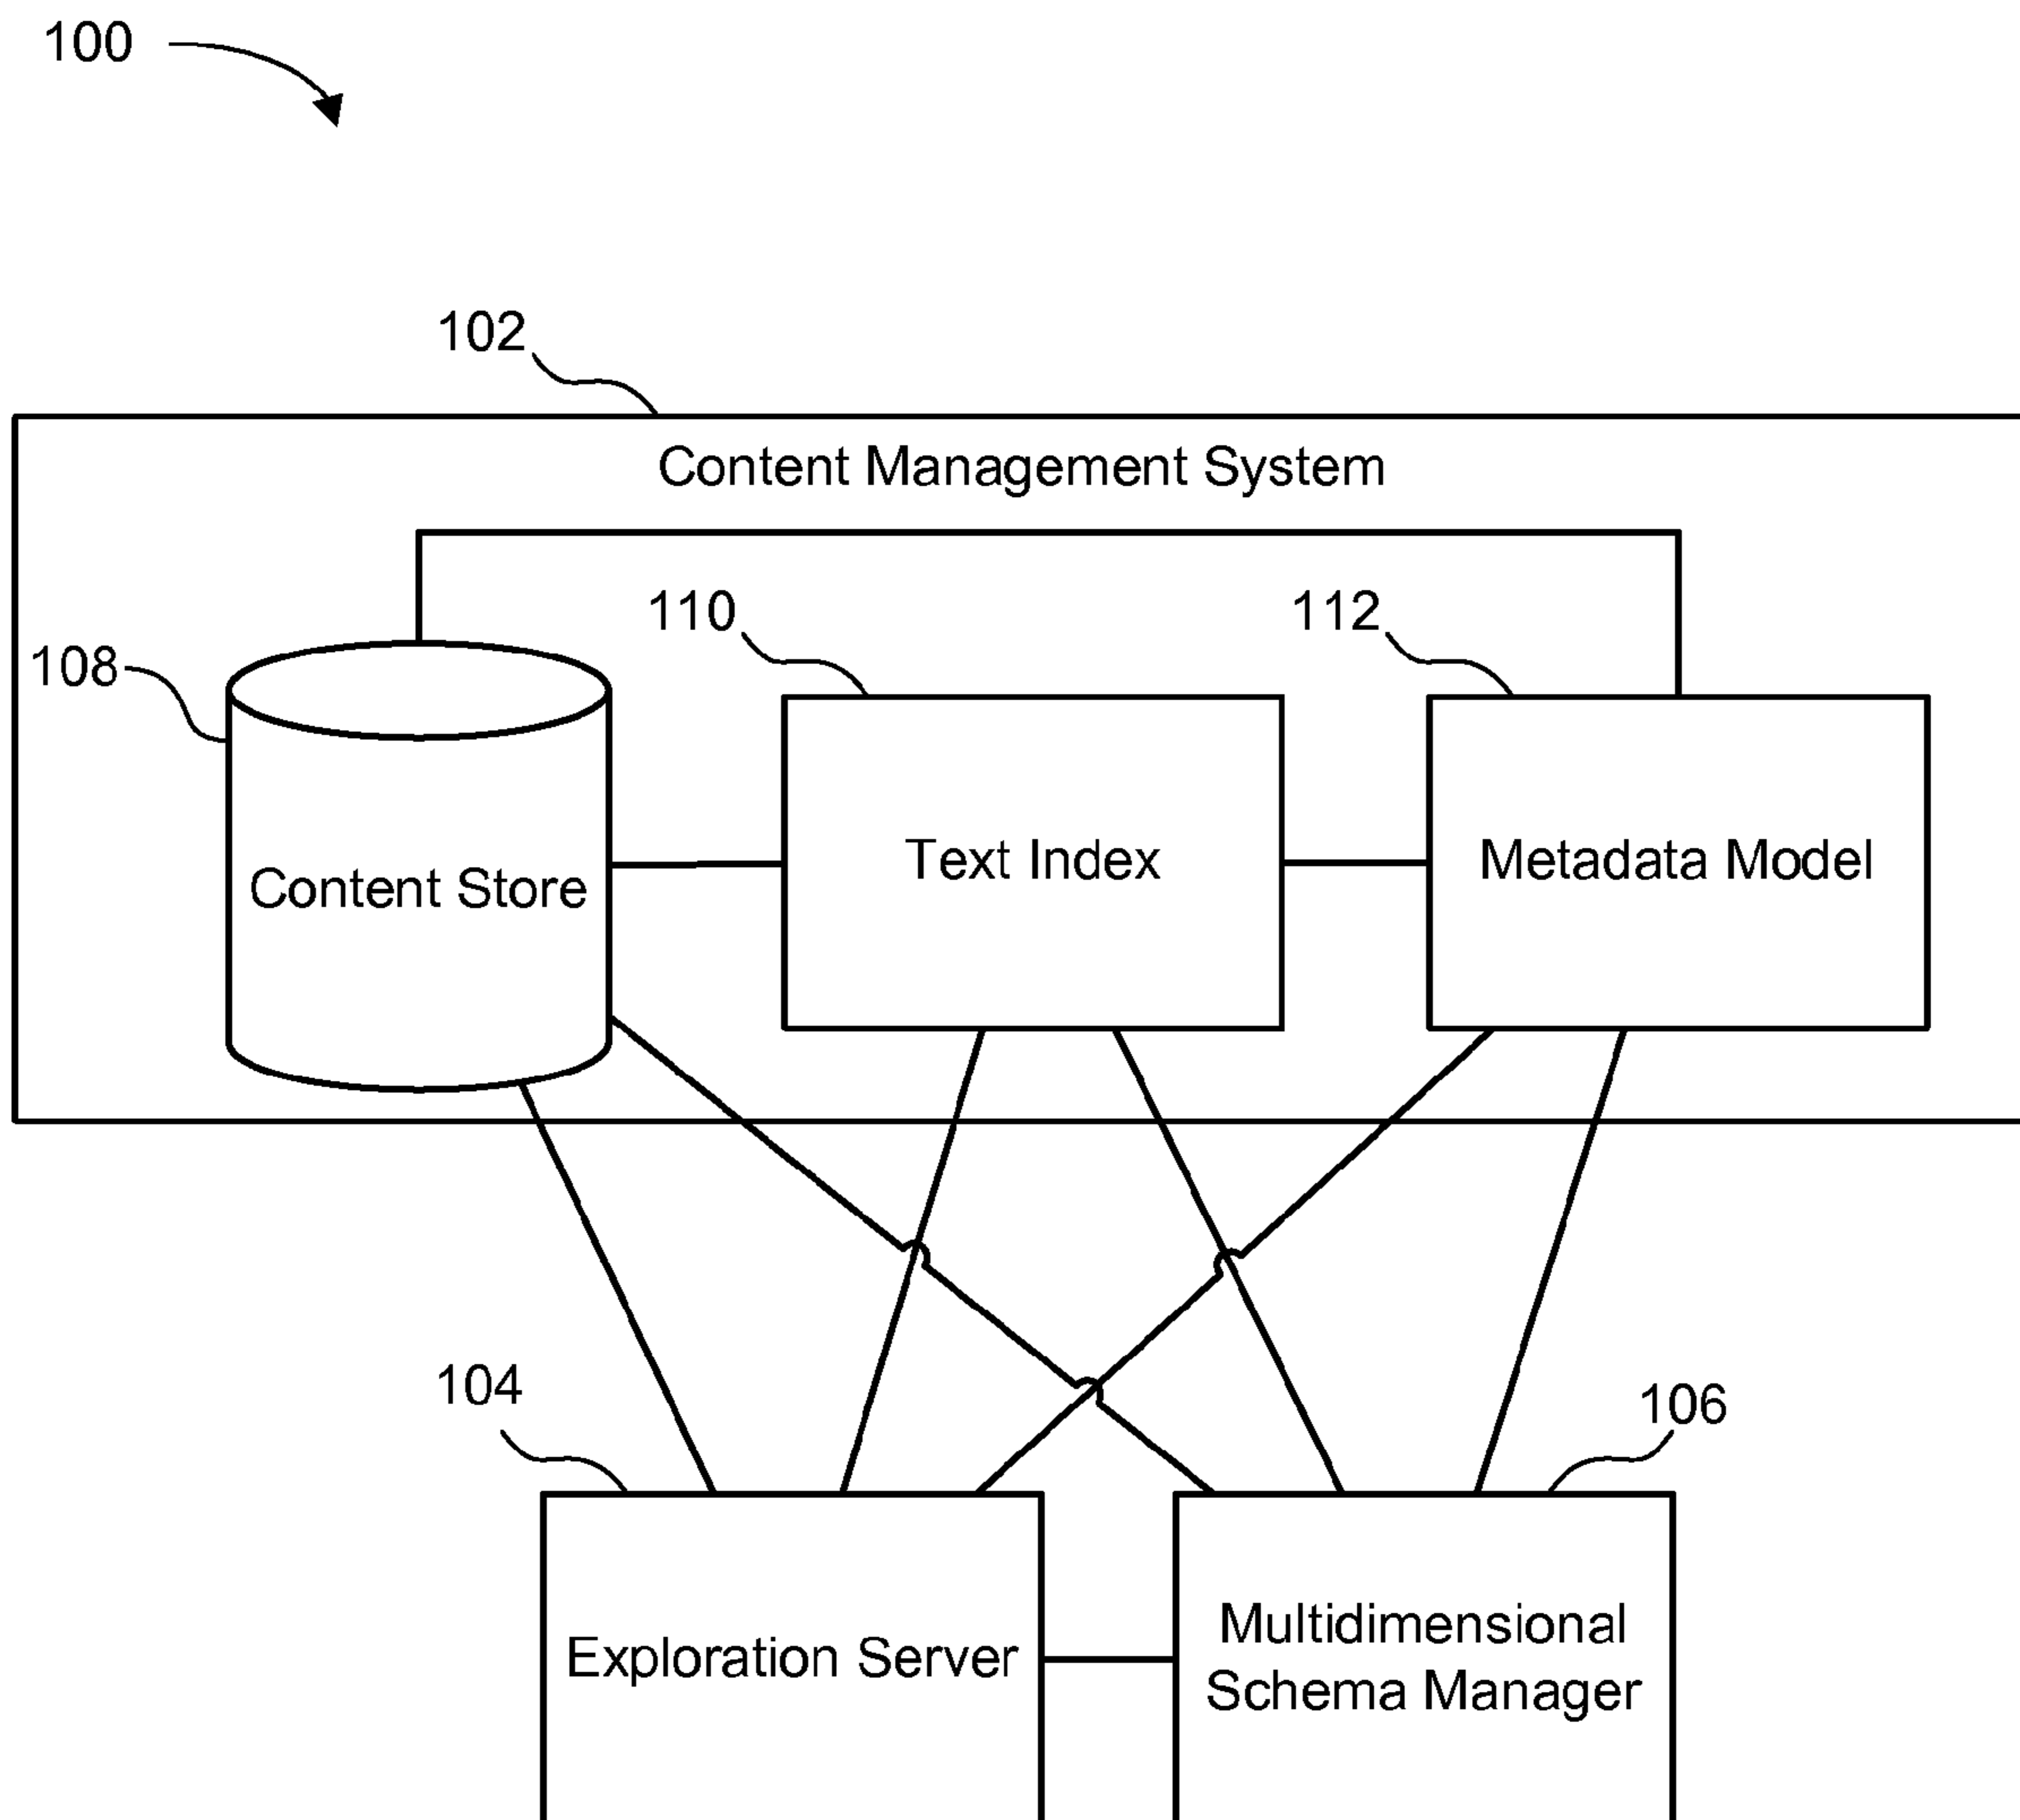 100
102
Content Management System
110
112
108
Text Index
Metadata Model
Content Store
104
106
Multidimensional
Exploration Server
Schema Manager